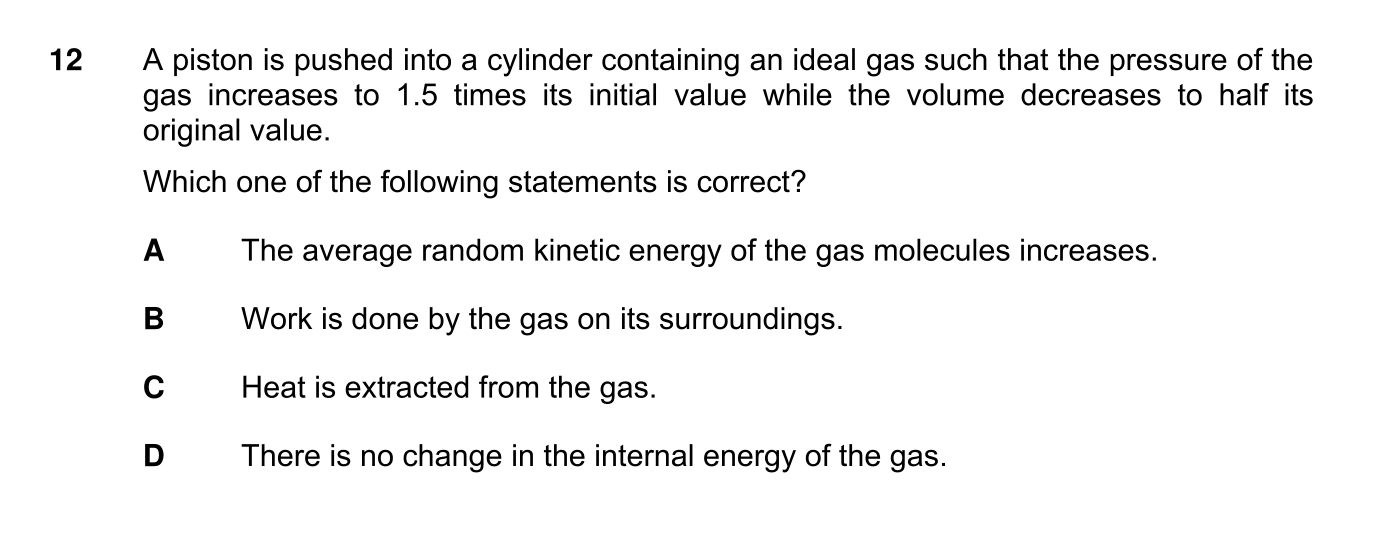 12 A piston is pushed into a cylinder containing an ideal gas such that the pressure of the
gas increases to 1.5 times its initial value while the volume decreases to half its
original value.
Which one of the following statements is correct?
A The average random kinetic energy of the gas molecules increases.
B Work is done by the gas on its surroundings.
C Heat is extracted from the gas.
D There is no change in the internal energy of the gas.